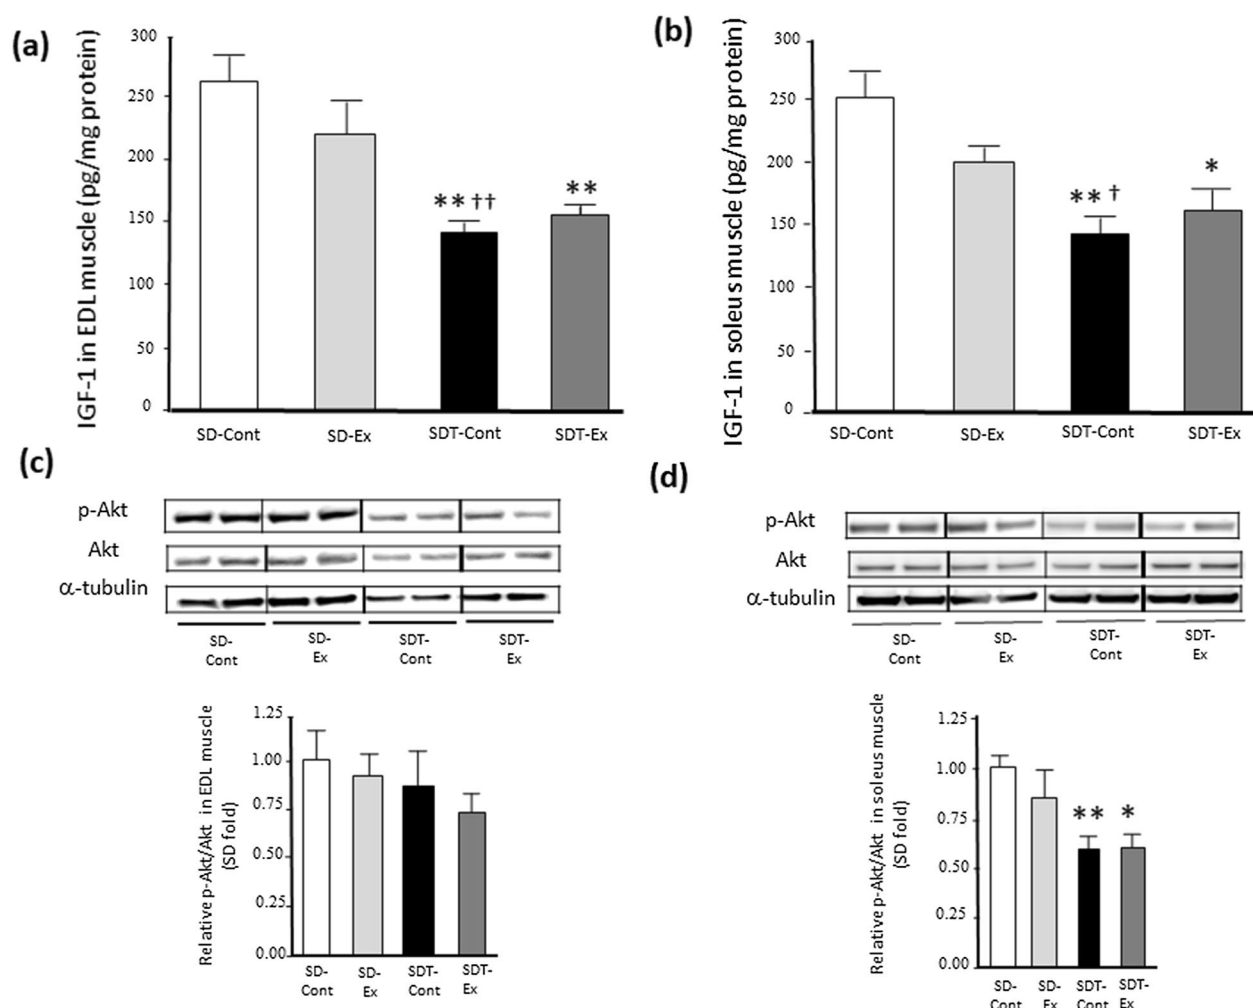 (a)
IGF-1 in EDL muscle (pg/mg protein)
300
250
200
150
100
50
0
** ††
**
SD-Cont SD-Ex SDT-Cont SDT-Ex
(b)
IGF-1 in soleus muscle (pg/mg protein)
300
250
200
150
100
50
0
** †
*
SD-Cont SD-Ex SDT-Cont SDT-Ex
(c)
p-Akt
Akt
α-tubulin
SD-
Cont
SD-
Ex
SDT-
Cont
SDT-
Ex
Relative p-Akt/Akt in EDL muscle
(SD fold)
1.25
1.00
0.75
0.50
0.25
0.00
SD-
Cont
SD-
Ex
SDT-
Cont
SDT-
Ex
(d)
p-Akt
Akt
α-tubulin
SD-
Cont
SD-
Ex
SDT-
Cont
SDT-
Ex
Relative p-Akt/Akt in soleus muscle
(SD fold)
1.25
1.00
0.75
0.50
0.25
0.00
**
*
SD-
Cont
SD-
Ex
SDT-
Cont
SDT-
Ex